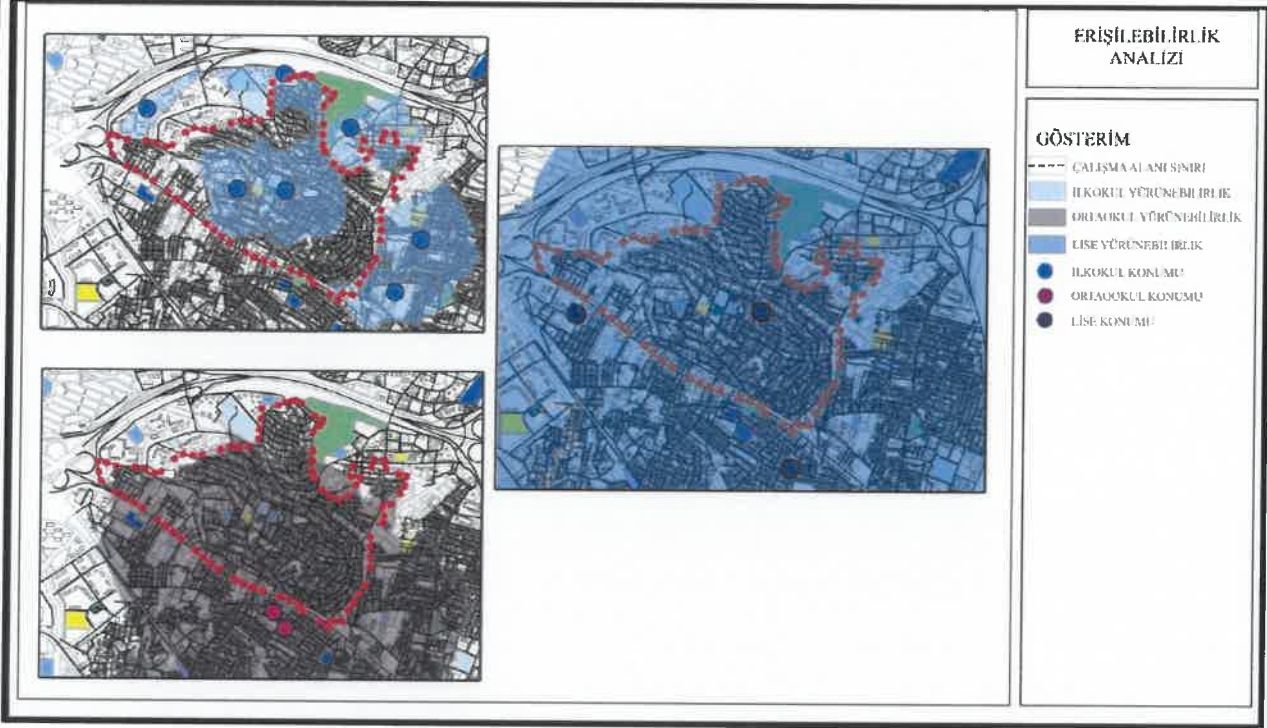 ERİŞİLEBİLİRLİK
ANALİZİ
GÖSTERİM
ÇALIŞMA ALANI SINIRI
İLKOKUL YÜRÜNEBİLİRLİK
ORTAOKUL YÜRÜNEBİLİRLİK
LİSE YÜRÜNEBİLİRLİK
İLKOKUL KONUMU
ORTAOOKUL KONUMU
LİSE KONUMU